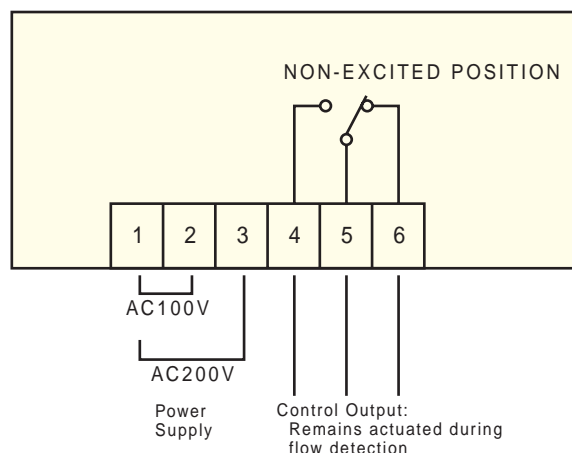 NON-EXCITED POSITION
1 2 3 4 5 6
AC100V
AC200V
Power
Supply
Control Output:
Remains actuated during
flow detection